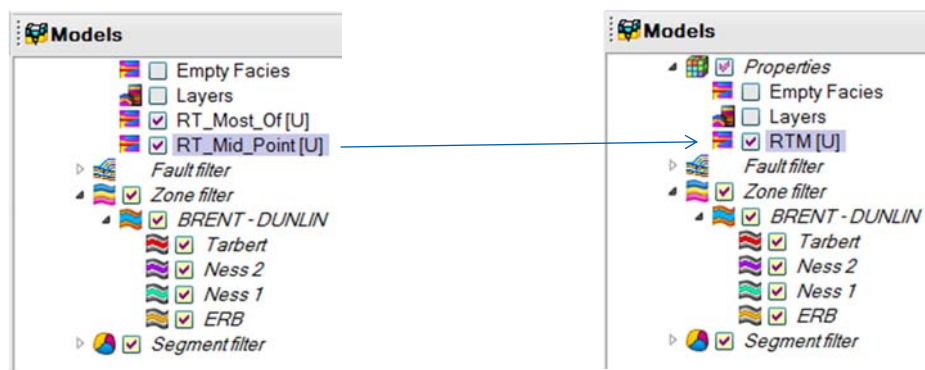 Models
Empty Facies
Layers
RT_Most_Of [U]
RT_Mid_Point [U]
Fault filter
Zone filter
BRENT - DUNLIN
Tarbert
Ness 2
Ness 1
ERB
Segment filter
Models
Properties
Empty Facies
Layers
RTM [U]
Fault filter
Zone filter
BRENT - DUNLIN
Tarbert
Ness 2
Ness 1
ERB
Segment filter